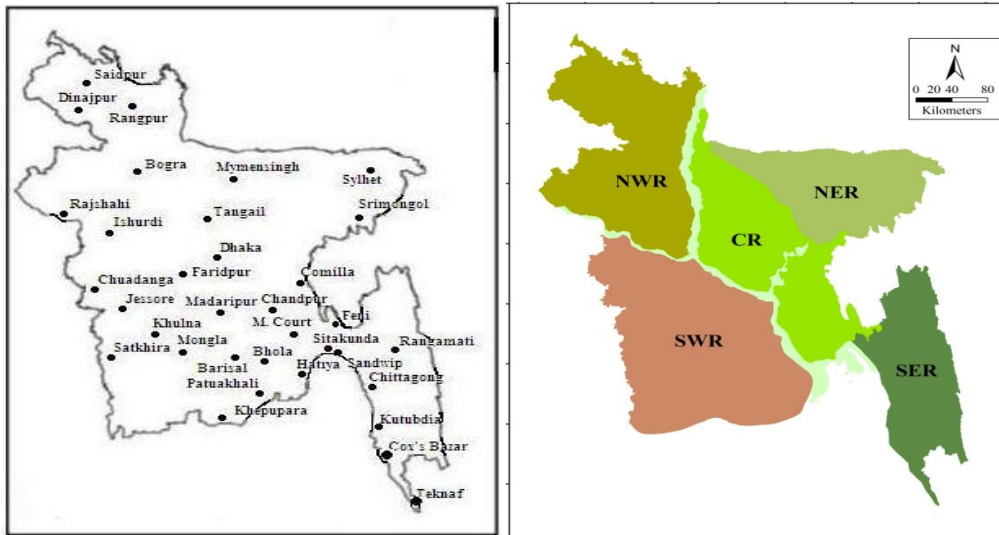 Saidpur
Dinajpur
Rangpur
Bogra
Mymensingh
Sylhet
Rajshahi
Ishurdi
Tangail
Srimongol
Dhaka
Faridpur
Comilla
Chuadanga
Jessore
Madaripur
Chandpur
Feni
Khulna
M. Court
Satkhira
Mongla
Sitakunda
Rangamati
Barisal
Bhola
Sandwip
Hatiya
Patuakhali
Chittagong
Khepupara
Kutubdia
Cox's Bazar
Teknaf
N
0 20 40 80
Kilometers
NWR
NER
CR
SWR
SER